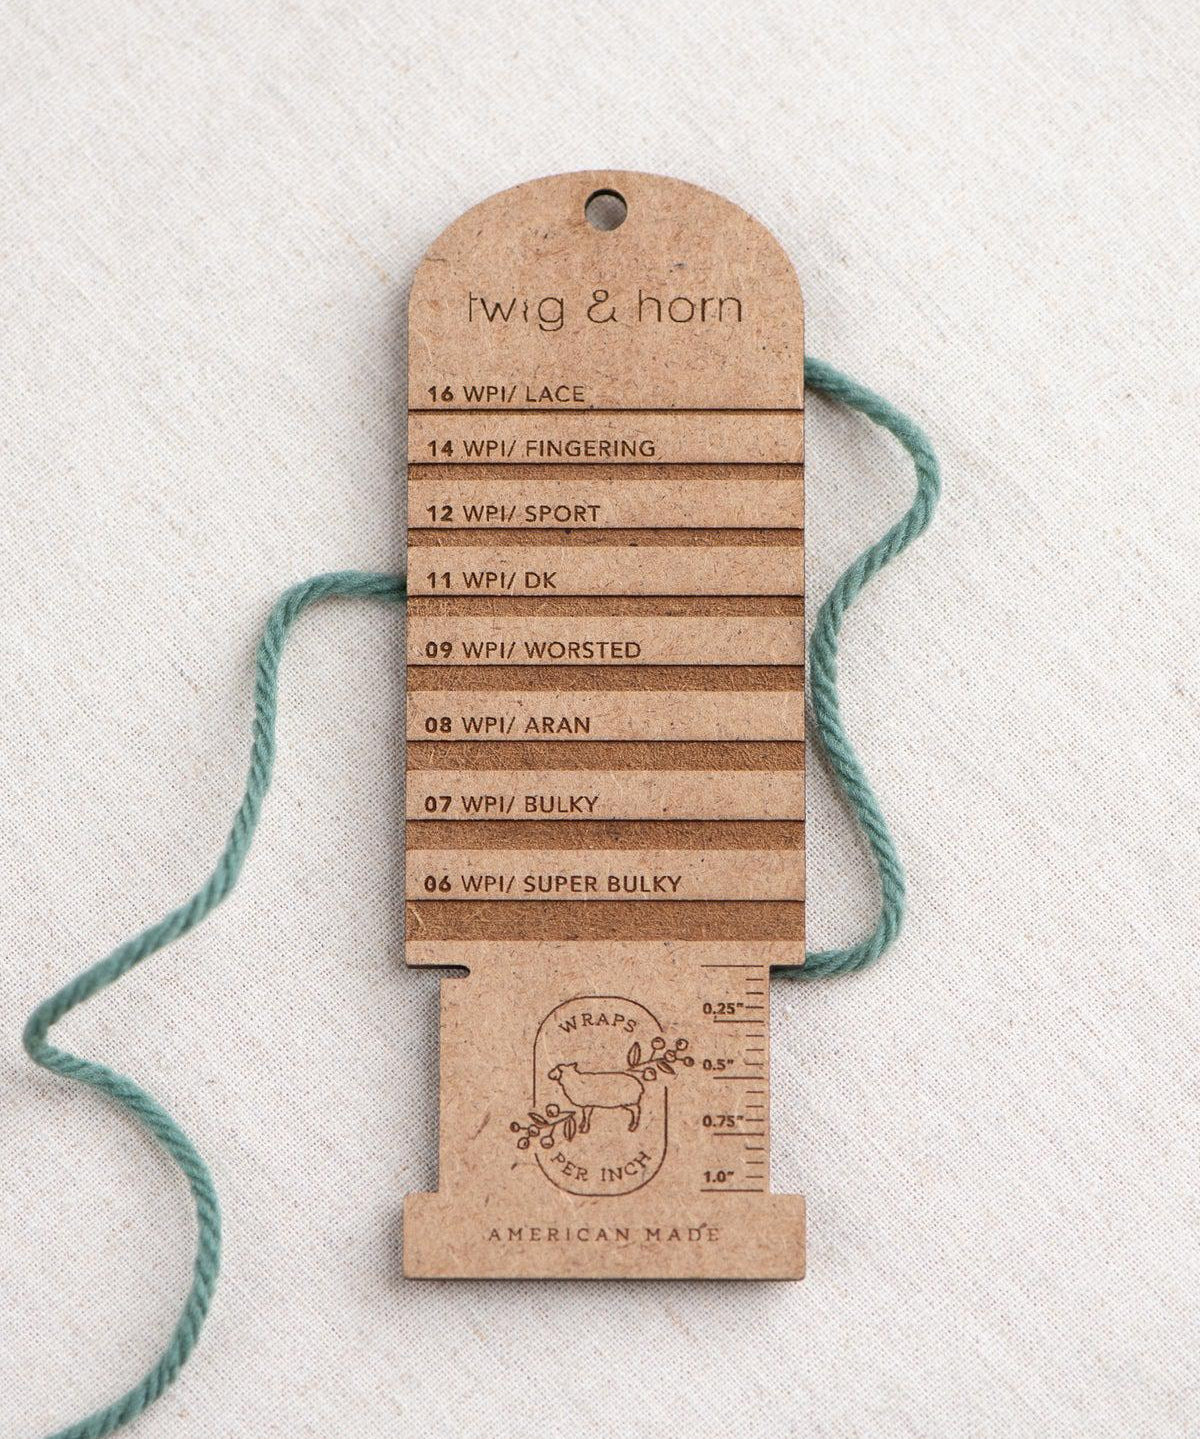 twig & horn
16 WPI/ LACE
14 WPI/ FINGERING
12 WPI/ SPORT
11 WPI/ DK
09 WPI/ WORSTED
08 WPI/ ARAN
07 WPI/ BULKY
06 WPI/ SUPER BULKY
WRAPS
PER INCH
0.25"
0.5"
0.75"
1.0"
AMERICAN MADE